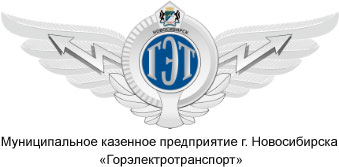 НОВОСИБИРСК
ГЭТ
Муниципальное казенное предприятие г. Новосибирска
«Горэлектротранспорт»